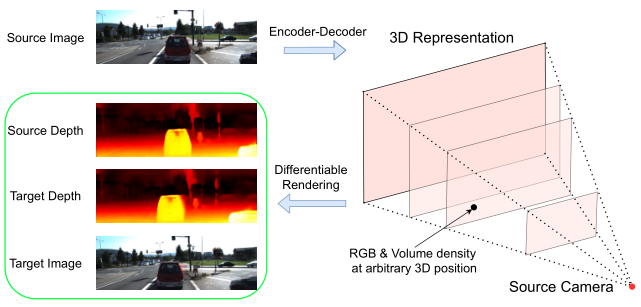 Source Image
Encoder-Decoder
3D Representation
Source Depth
Target Depth
Differentiable
Rendering
Target Image
RGB & Volume density
at arbitrary 3D position
Source Camera